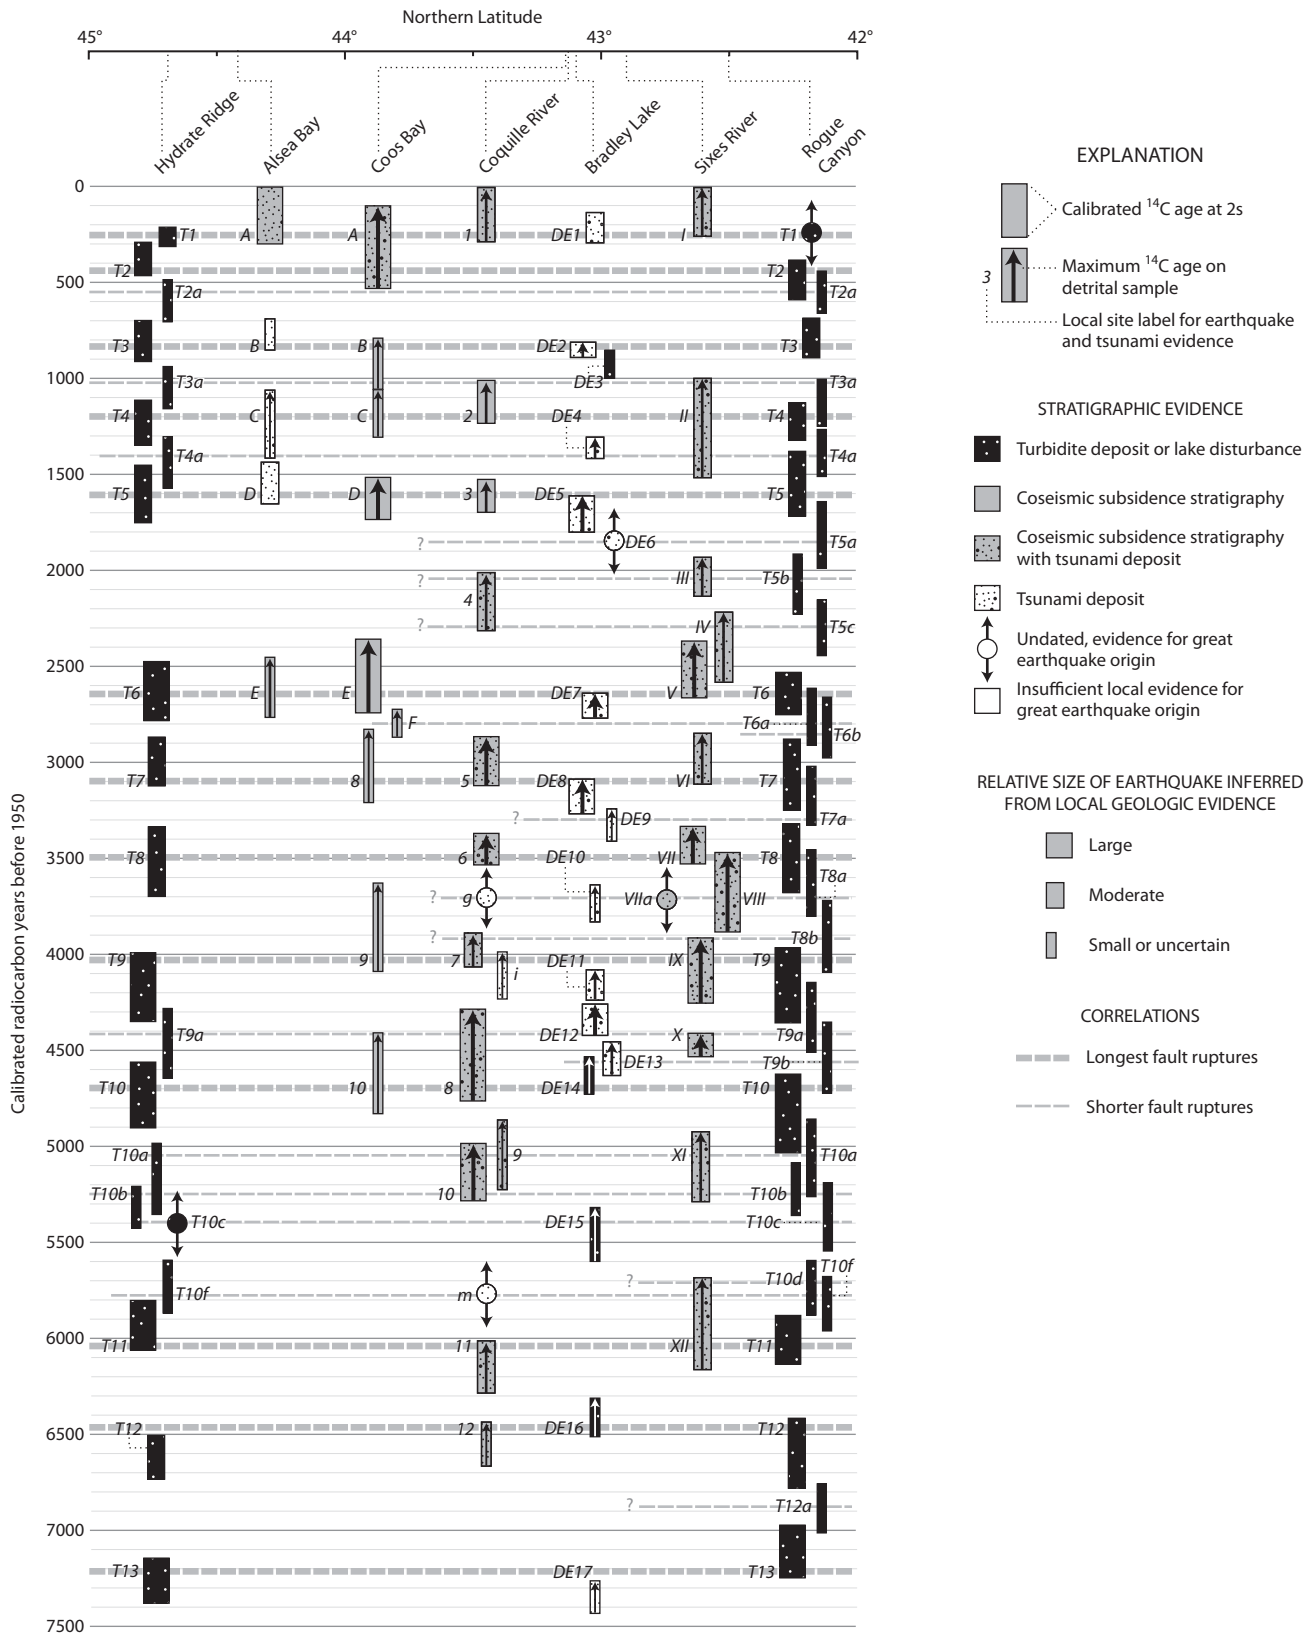 Northern Latitude
45° 44° 43° 42°
Hydrate Ridge
Alsea Bay
Coos Bay
Coquille River
Bradley Lake
Sixes River
Rogue
Canyon
Calibrated radiocarbon years before 1950
0
T1 A A 1 DE1 I T1
T2 T2
500
T2a T2a
T3 B B DE2 T3
1000
T3a DE3 T3a
T4 C C 2 DE4 II T4
T4a T4a
1500
T5 D D 3 DE5 T5
? DE6 T5a
2000
? III T5b
4
? IV T5c
2500
T6 E E DE7 V T6
F T6a
T6b
3000
T7 8 5 DE8 VI T7
? DE9 T7a
3500
T8 6 DE10 VII T8
T8a
? g VIIa VIII
? T8b
4000
T9 9 7 DE11 IX T9
i
T9a DE12 X T9a
4500
DE13 T9b
T10 10 8 DE14 T10
5000
T10a 9 XI T10a
T10b 10 T10b
T10c DE15 T10c
5500
? T10d T10f
T10f m
6000
T11 11 XII T11
T12 12 DE16 T12
6500
? T12a
7000
T13 DE17 T13
7500
EXPLANATION
Calibrated 14C age at 2s
3
Maximum 14C age on
detrital sample
Local site label for earthquake
and tsunami evidence
STRATIGRAPHIC EVIDENCE
Turbidite deposit or lake disturbance
Coseismic subsidence stratigraphy
Coseismic subsidence stratigraphy
with tsunami deposit
Tsunami deposit
Undated, evidence for great
earthquake origin
Insufficient local evidence for
great earthquake origin
RELATIVE SIZE OF EARTHQUAKE INFERRED
FROM LOCAL GEOLOGIC EVIDENCE
Large
Moderate
Small or uncertain
CORRELATIONS
Longest fault ruptures
Shorter fault ruptures